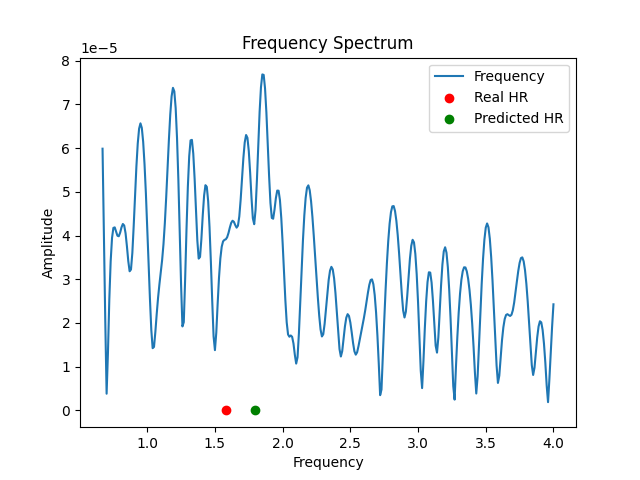 Frequency Spectrum
1e−5
8
7
6
5
4
3
2
1
0
Amplitude
1.0 1.5 2.0 2.5 3.0 3.5 4.0
Frequency
Frequency
Real HR
Predicted HR